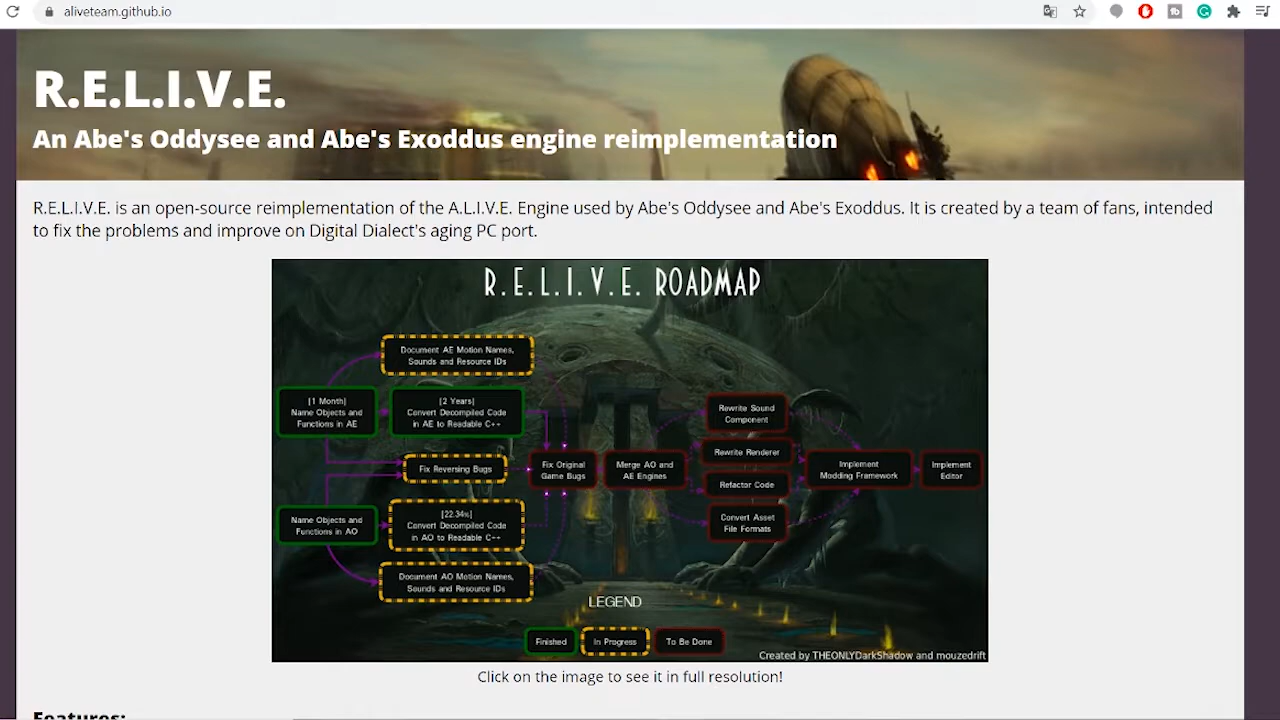 aliveteam.github.io
R.E.L.I.V.E.
An Abe's Oddysee and Abe's Exoddus engine reimplementation
R.E.L.I.V.E. is an open-source reimplementation of the A.L.I.V.E. Engine used by Abe's Oddysee and Abe's Exoddus. It is created by a team of fans, intended
to fix the problems and improve on Digital Dialect's aging PC port.
R.E.L.I.V.E. ROADMAP
Document AE Motion Names,
Sounds and Resource IDs
[1 Month]
Name Objects and
Functions in AE
[2 Years]
Convert Decompiled Code
in AE to Readable C++
Fix Reversing Bugs
Name Objects and
Functions in AO
[22.34%]
Convert Decompiled Code
in AO to Readable C++
Document AO Motion Names,
Sounds and Resource IDs
Fix Original
Game Bugs
Merge AO and
AE Engines
Rewrite Sound
Component
Rewrite Renderer
Refactor Code
Convert Asset
File Formats
Implement
Modding Framework
Implement
Editor
LEGEND
Finished
In Progress
To Be Done
Created by THEONLYDarkShadow and mouzedrift
Click on the image to see it in full resolution!
Features: